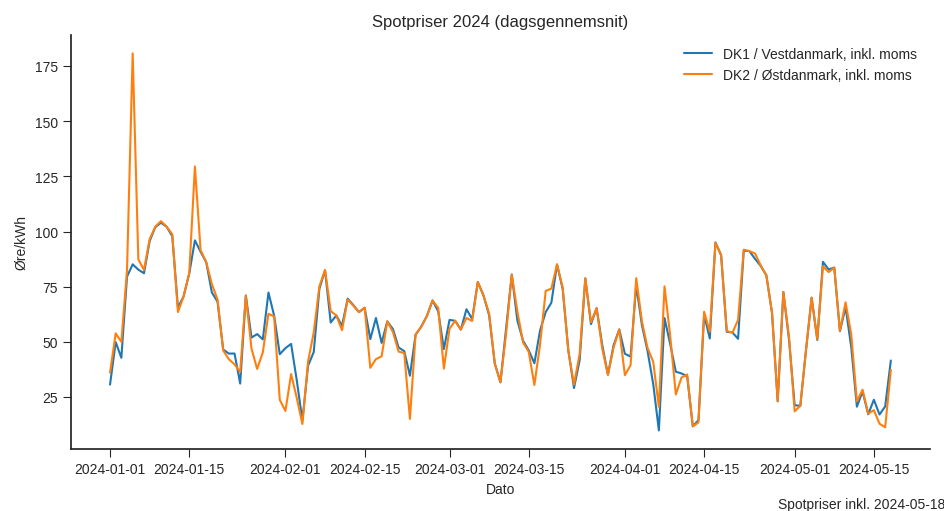 Spotpriser 2024 (dagsgennemsnit)
DK1 / Vestdanmark, inkl. moms
DK2 / Østdanmark, inkl. moms
Øre/kWh
175
150
125
100
75
50
25
2024-01-01 2024-01-15 2024-02-01 2024-02-15 2024-03-01 2024-03-15 2024-04-01 2024-04-15 2024-05-01 2024-05-15
Dato
Spotpriser inkl. 2024-05-18